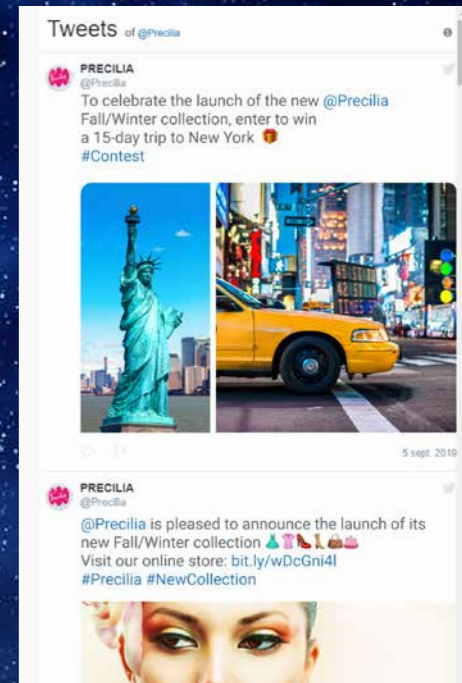 Tweets of @Precilia
PRECILIA
@Precilia
To celebrate the launch of the new @Precilia
Fall/Winter collection, enter to win
a 15-day trip to New York 🎁
#Contest
5 sept. 2019
PRECILIA
@Precilia
@Precilia is pleased to announce the launch of its
new Fall/Winter collection 👗👚👠👢👜👛
Visit our online store: bit.ly/wDcGni4l
#Precilia #NewCollection